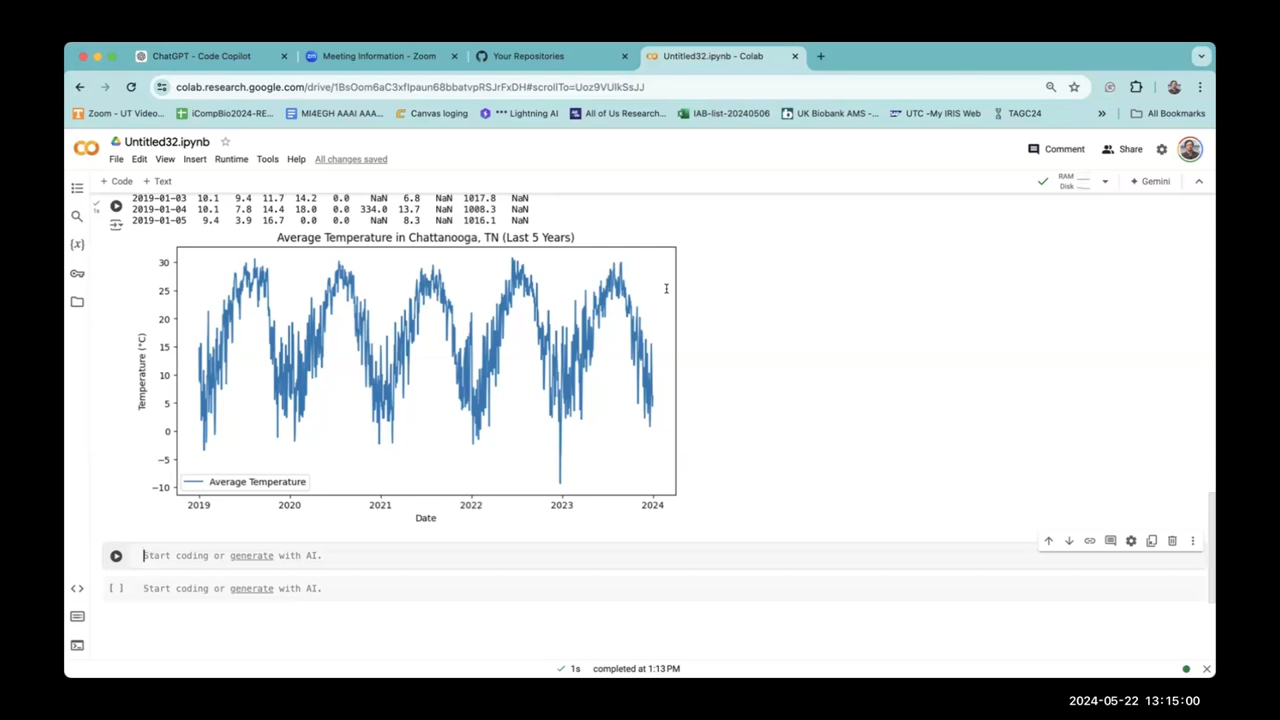 ChatGPT - Code Copilot
Meeting Information - Zoom
Your Repositories
Untitled32.ipynb - Colab
colab.research.google.com/drive/1BsOom6aC3xfIpaun68bbatvpRSJrFxDH#scrollTo=Uoz9VUlkSsJJ
Zoom - UT Video...
iCompBio2024-RE...
MI4EGH AAAI AAA...
Canvas loging
*** Lightning AI
All of Us Research...
IAB-list-20240506
UK Biobank AMS -...
UTC -My IRIS Web
TAGC24
»
All Bookmarks
Untitled32.ipynb
Comment
Share
File Edit View Insert Runtime Tools Help All changes saved
+ Code + Text
RAM
Disk
Gemini
2019-01-03 10.1 9.4 11.7 14.2 0.0 NaN 6.8 NaN 1017.8 NaN
1s
2019-01-04 10.1 7.8 14.4 18.0 0.0 334.0 13.7 NaN 1008.3 NaN
2019-01-05 9.4 3.9 16.7 0.0 0.0 NaN 8.3 NaN 1016.1 NaN
{x}
Average Temperature in Chattanooga, TN (Last 5 Years)
30
25
20
15
10
5
0
−5
−10
Temperature (°C)
Average Temperature
2019 2020 2021 2022 2023 2024
Date
Start coding or generate with AI.
[ ] Start coding or generate with AI.
1s completed at 1:13 PM
2024-05-22 13:15:00